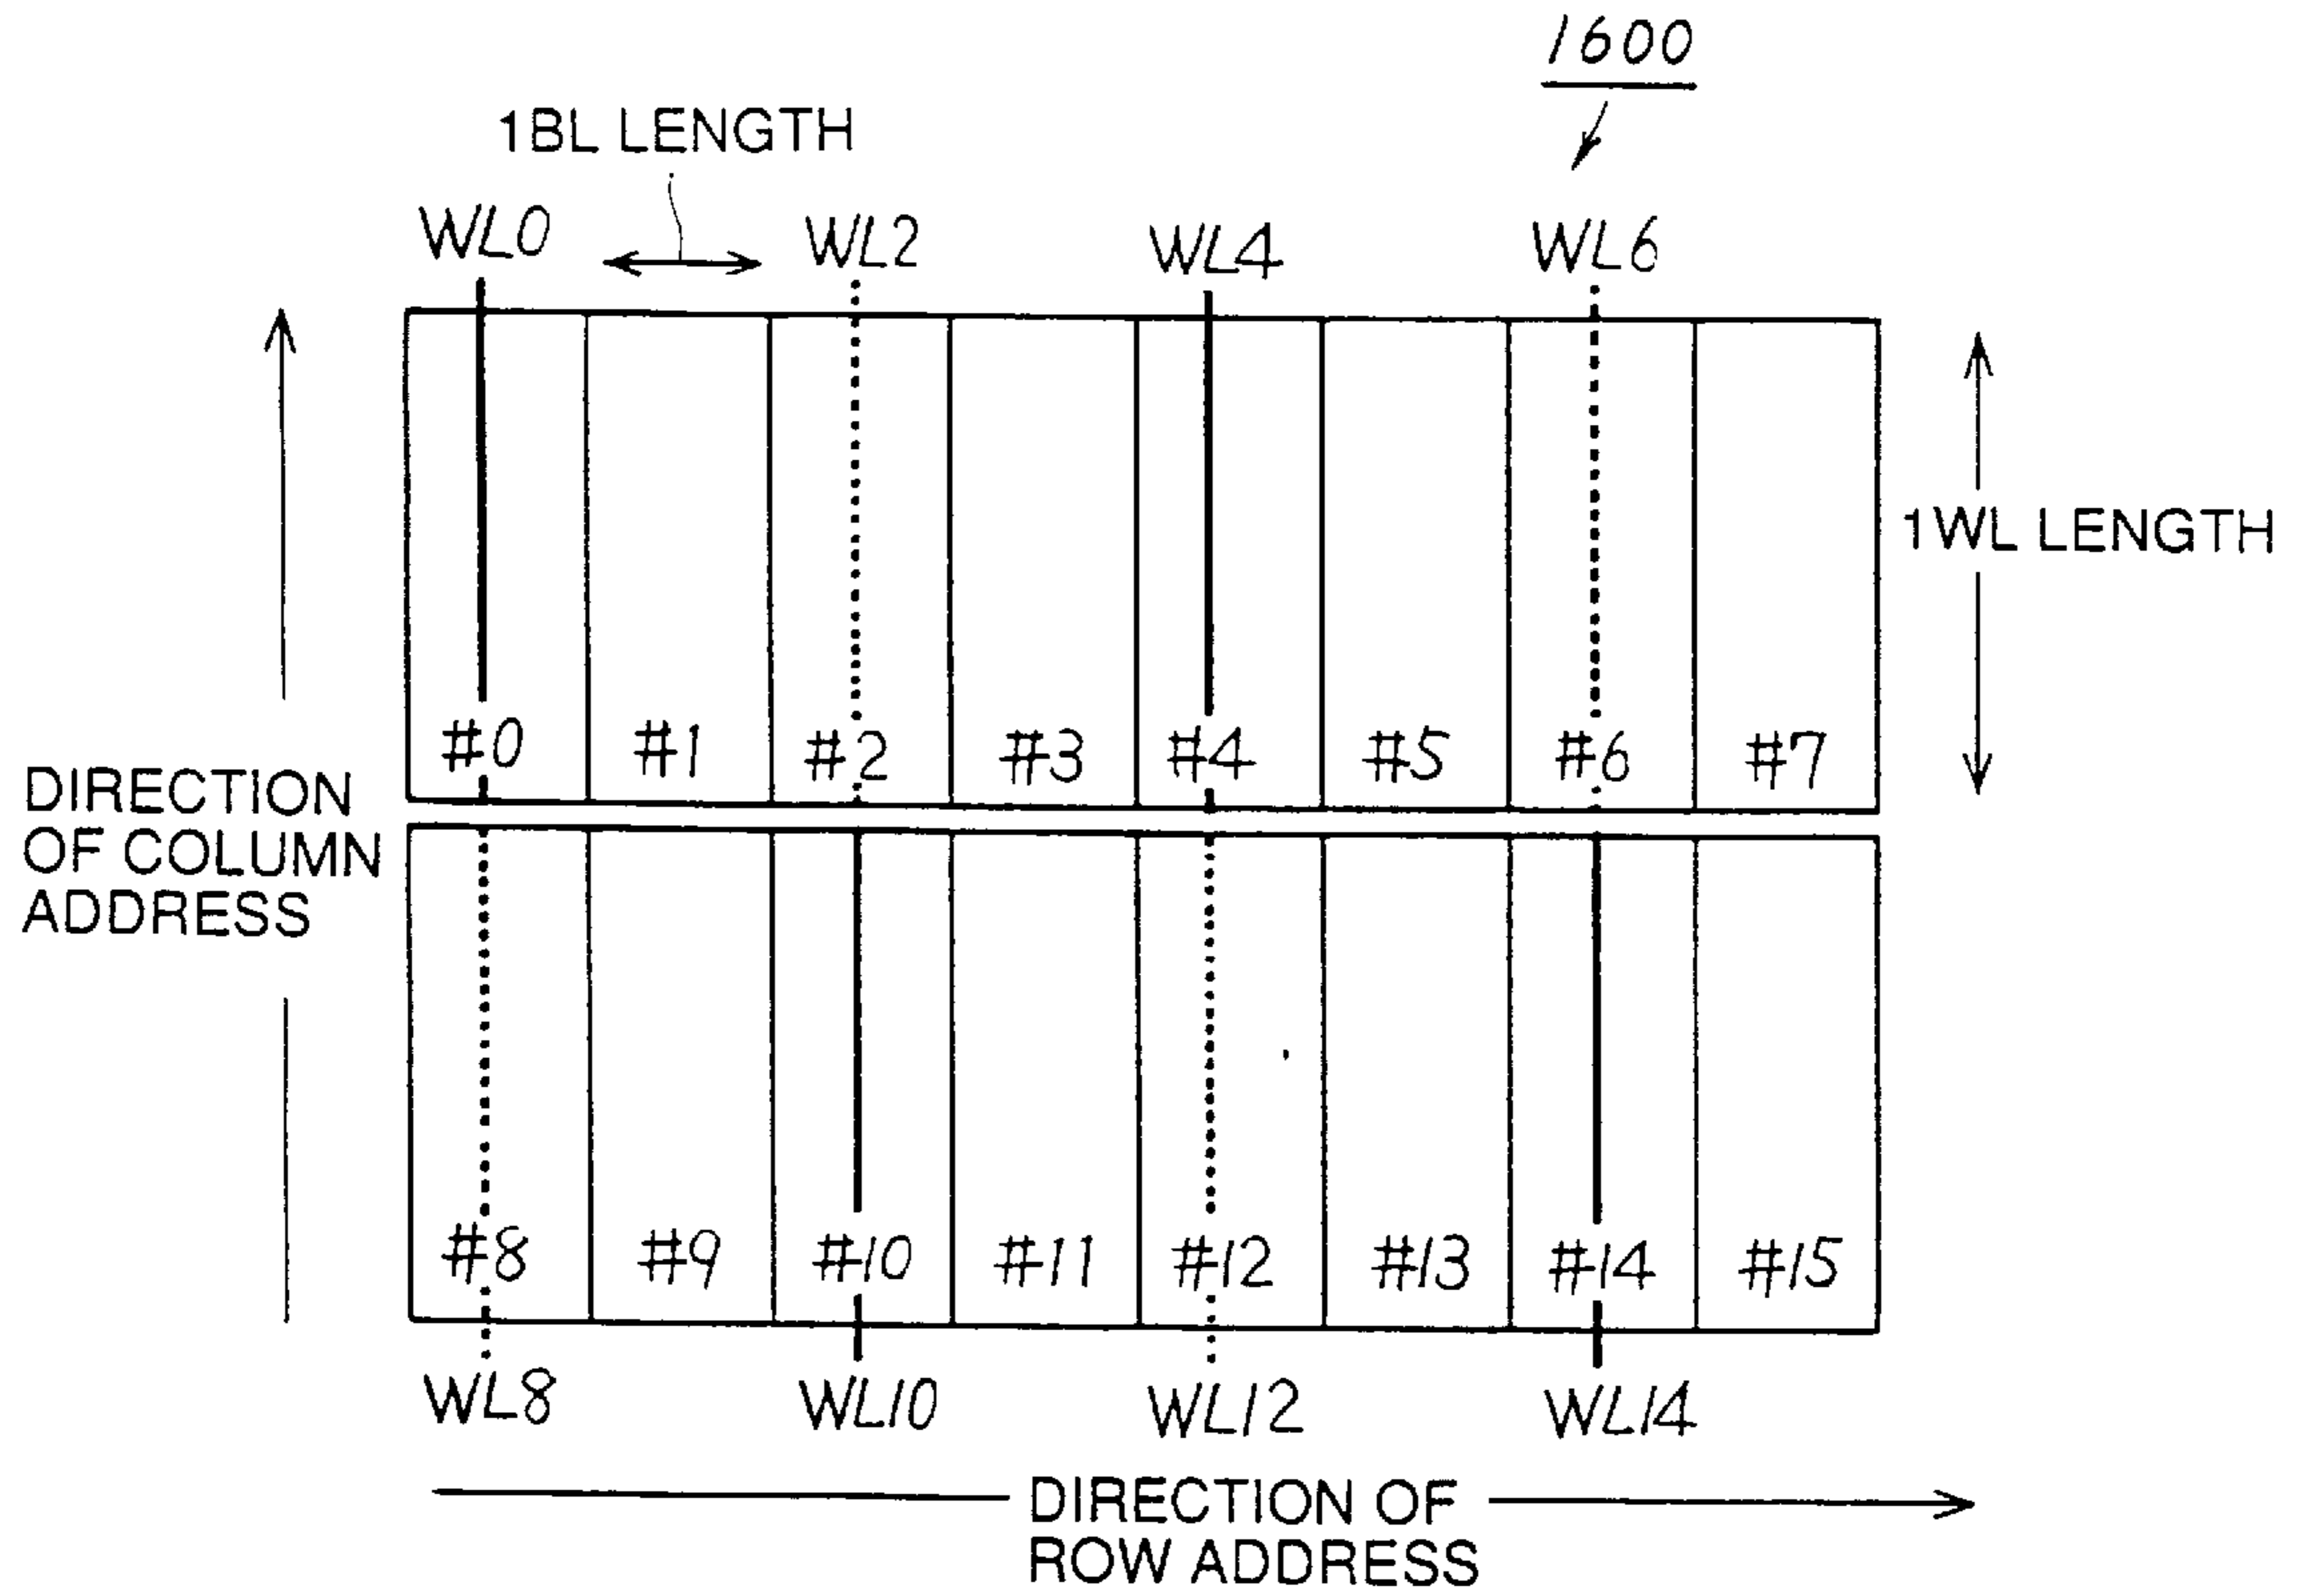 1600
1BL LENGTH
WL0 WL2 WL4 WL6
1WL LENGTH
#0 #1 #2 #3 #4 #5 #6 #7
DIRECTION
OF COLUMN
ADDRESS
#8 #9 #10 #11 #12 #13 #14 #15
WL8 WL10 WL12 WL14
DIRECTION OF
ROW ADDRESS